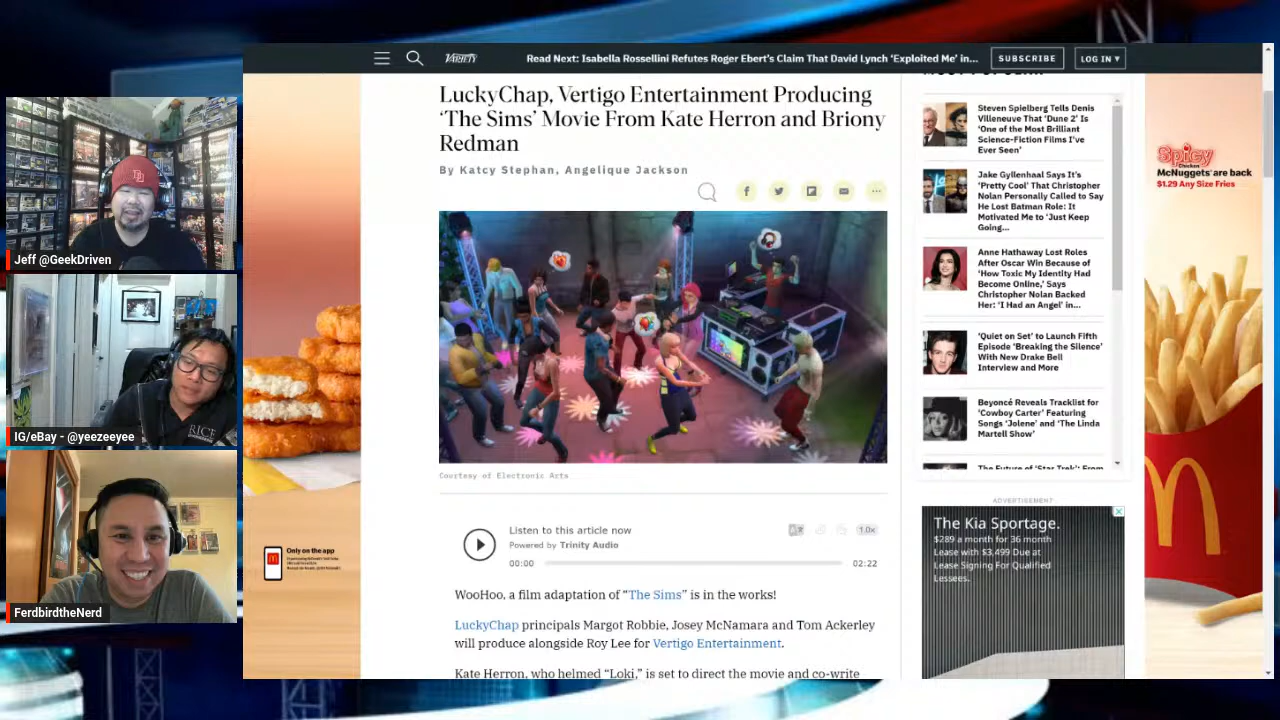 VARIETY
Read Next: Isabella Rossellini Refutes Roger Ebert's Claim That David Lynch ‘Exploited Me’ in...
SUBSCRIBE
LOG IN ▾
LuckyChap, Vertigo Entertainment Producing
‘The Sims’ Movie From Kate Herron and Briony
Redman
By Katcy Stephan, Angelique Jackson
Courtesy of Electronic Arts
Listen to this article now
Powered by Trinity Audio
1.0x
00:00
02:22
WooHoo, a film adaptation of “The Sims” is in the works!
LuckyChap principals Margot Robbie, Josey McNamara and Tom Ackerley
will produce alongside Roy Lee for Vertigo Entertainment.
Kate Herron, who helmed “Loki,” is set to direct the movie and co-write
Steven Spielberg Tells Denis
Villeneuve That ‘Dune 2’ Is
‘One of the Most Brilliant
Science-Fiction Films I've
Ever Seen’
Jake Gyllenhaal Says It's
‘Pretty Cool’ That Christopher
Nolan Personally Called to Say
He Lost Batman Role: It
Motivated Me to ‘Just Keep
Going...
Anne Hathaway Lost Roles
After Oscar Win Because of
‘How Toxic My Identity Had
Become Online,’ Says
Christopher Nolan Backed
Her: ‘I Had an Angel’ in...
‘Quiet on Set’ to Launch Fifth
Episode ‘Breaking the Silence’
With New Drake Bell
Interview and More
Beyoncé Reveals Tracklist for
‘Cowboy Carter’ Featuring
Songs ‘Jolene’ and ‘The Linda
Martell Show’
The Future of ‘Star Trek’: From
ADVERTISEMENT
The Kia Sportage.
$289 a month for 36 month
Lease with $3,499 Due at
Lease Signing For Qualified
Lessees.
Spicy
Chicken
McNuggets are back
$1.29 Any Size Fries
Only on the app
Jeff @GeekDriven
RICE
IG/eBay - @yeezeeyee
FerdbirdtheNerd